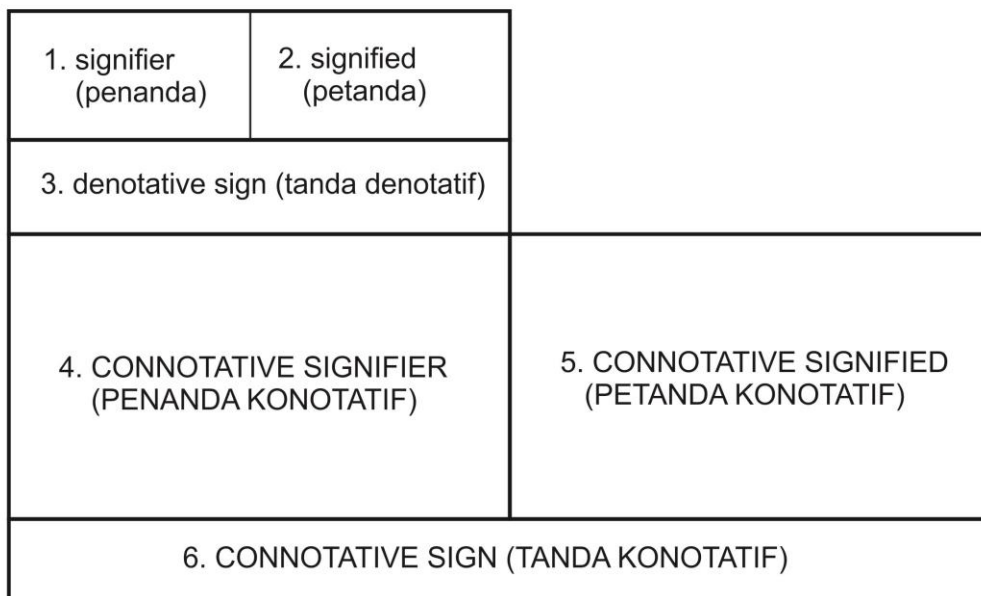 1. signifier
(penanda)
2. signified
(petanda)
3. denotative sign (tanda denotatif)
4. CONNOTATIVE SIGNIFIER
(PENANDA KONOTATIF)
5. CONNOTATIVE SIGNIFIED
(PETANDA KONOTATIF)
6. CONNOTATIVE SIGN (TANDA KONOTATIF)